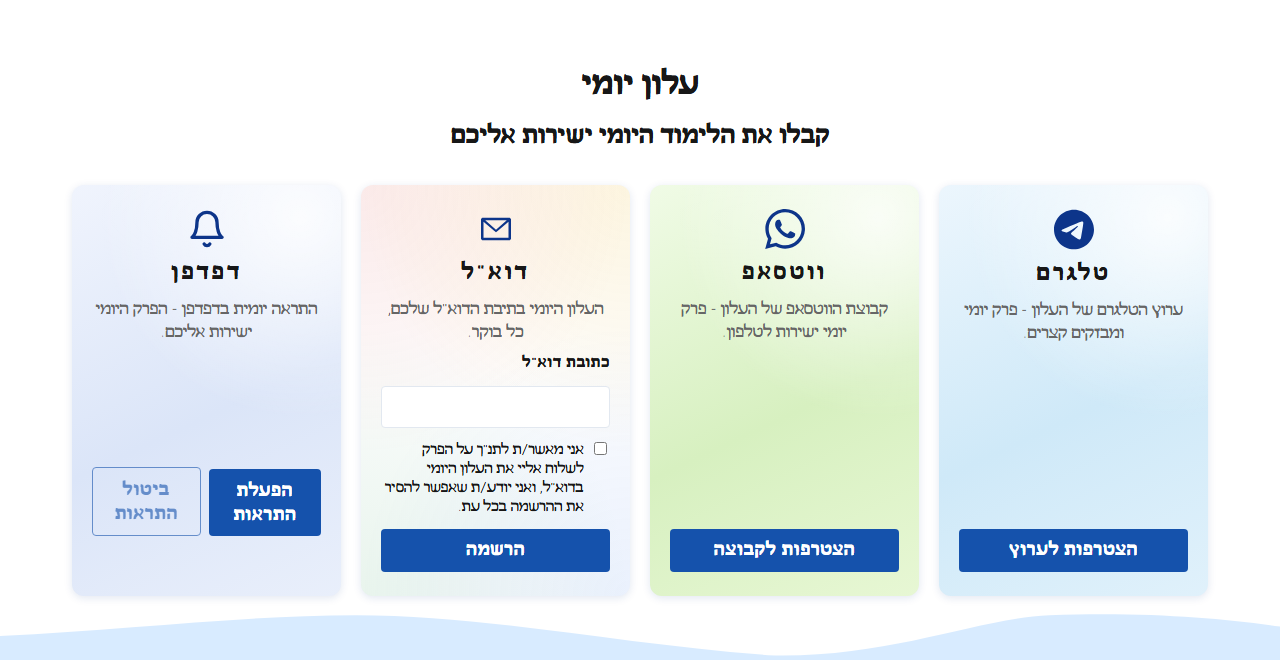 עלון יומי
קבלו את הלימוד היומי ישירות אליכם
טלגרם
ערוץ הטלגרם של העלון - פרק יומי
ומבזקים קצרים.
הצטרפות לערוץ
ווטסאפ
קבוצת הווטסאפ של העלון - פרק
יומי ישירות לטלפון.
הצטרפות לקבוצה
דוא"ל
העלון היומי בתיבת הדוא"ל שלכם,
כל בוקר.
כתובת דוא"ל
אני מאשר/ת לתנ"ך על הפרק
לשלוח אליי את העלון היומי
בדוא"ל, ואני יודע/ת שאפשר להסיר
את ההרשמה בכל עת.
הרשמה
דפדפן
התראה יומית בדפדפן - הפרק היומי
ישירות אליכם.
הפעלת
התראות
ביטול
התראות